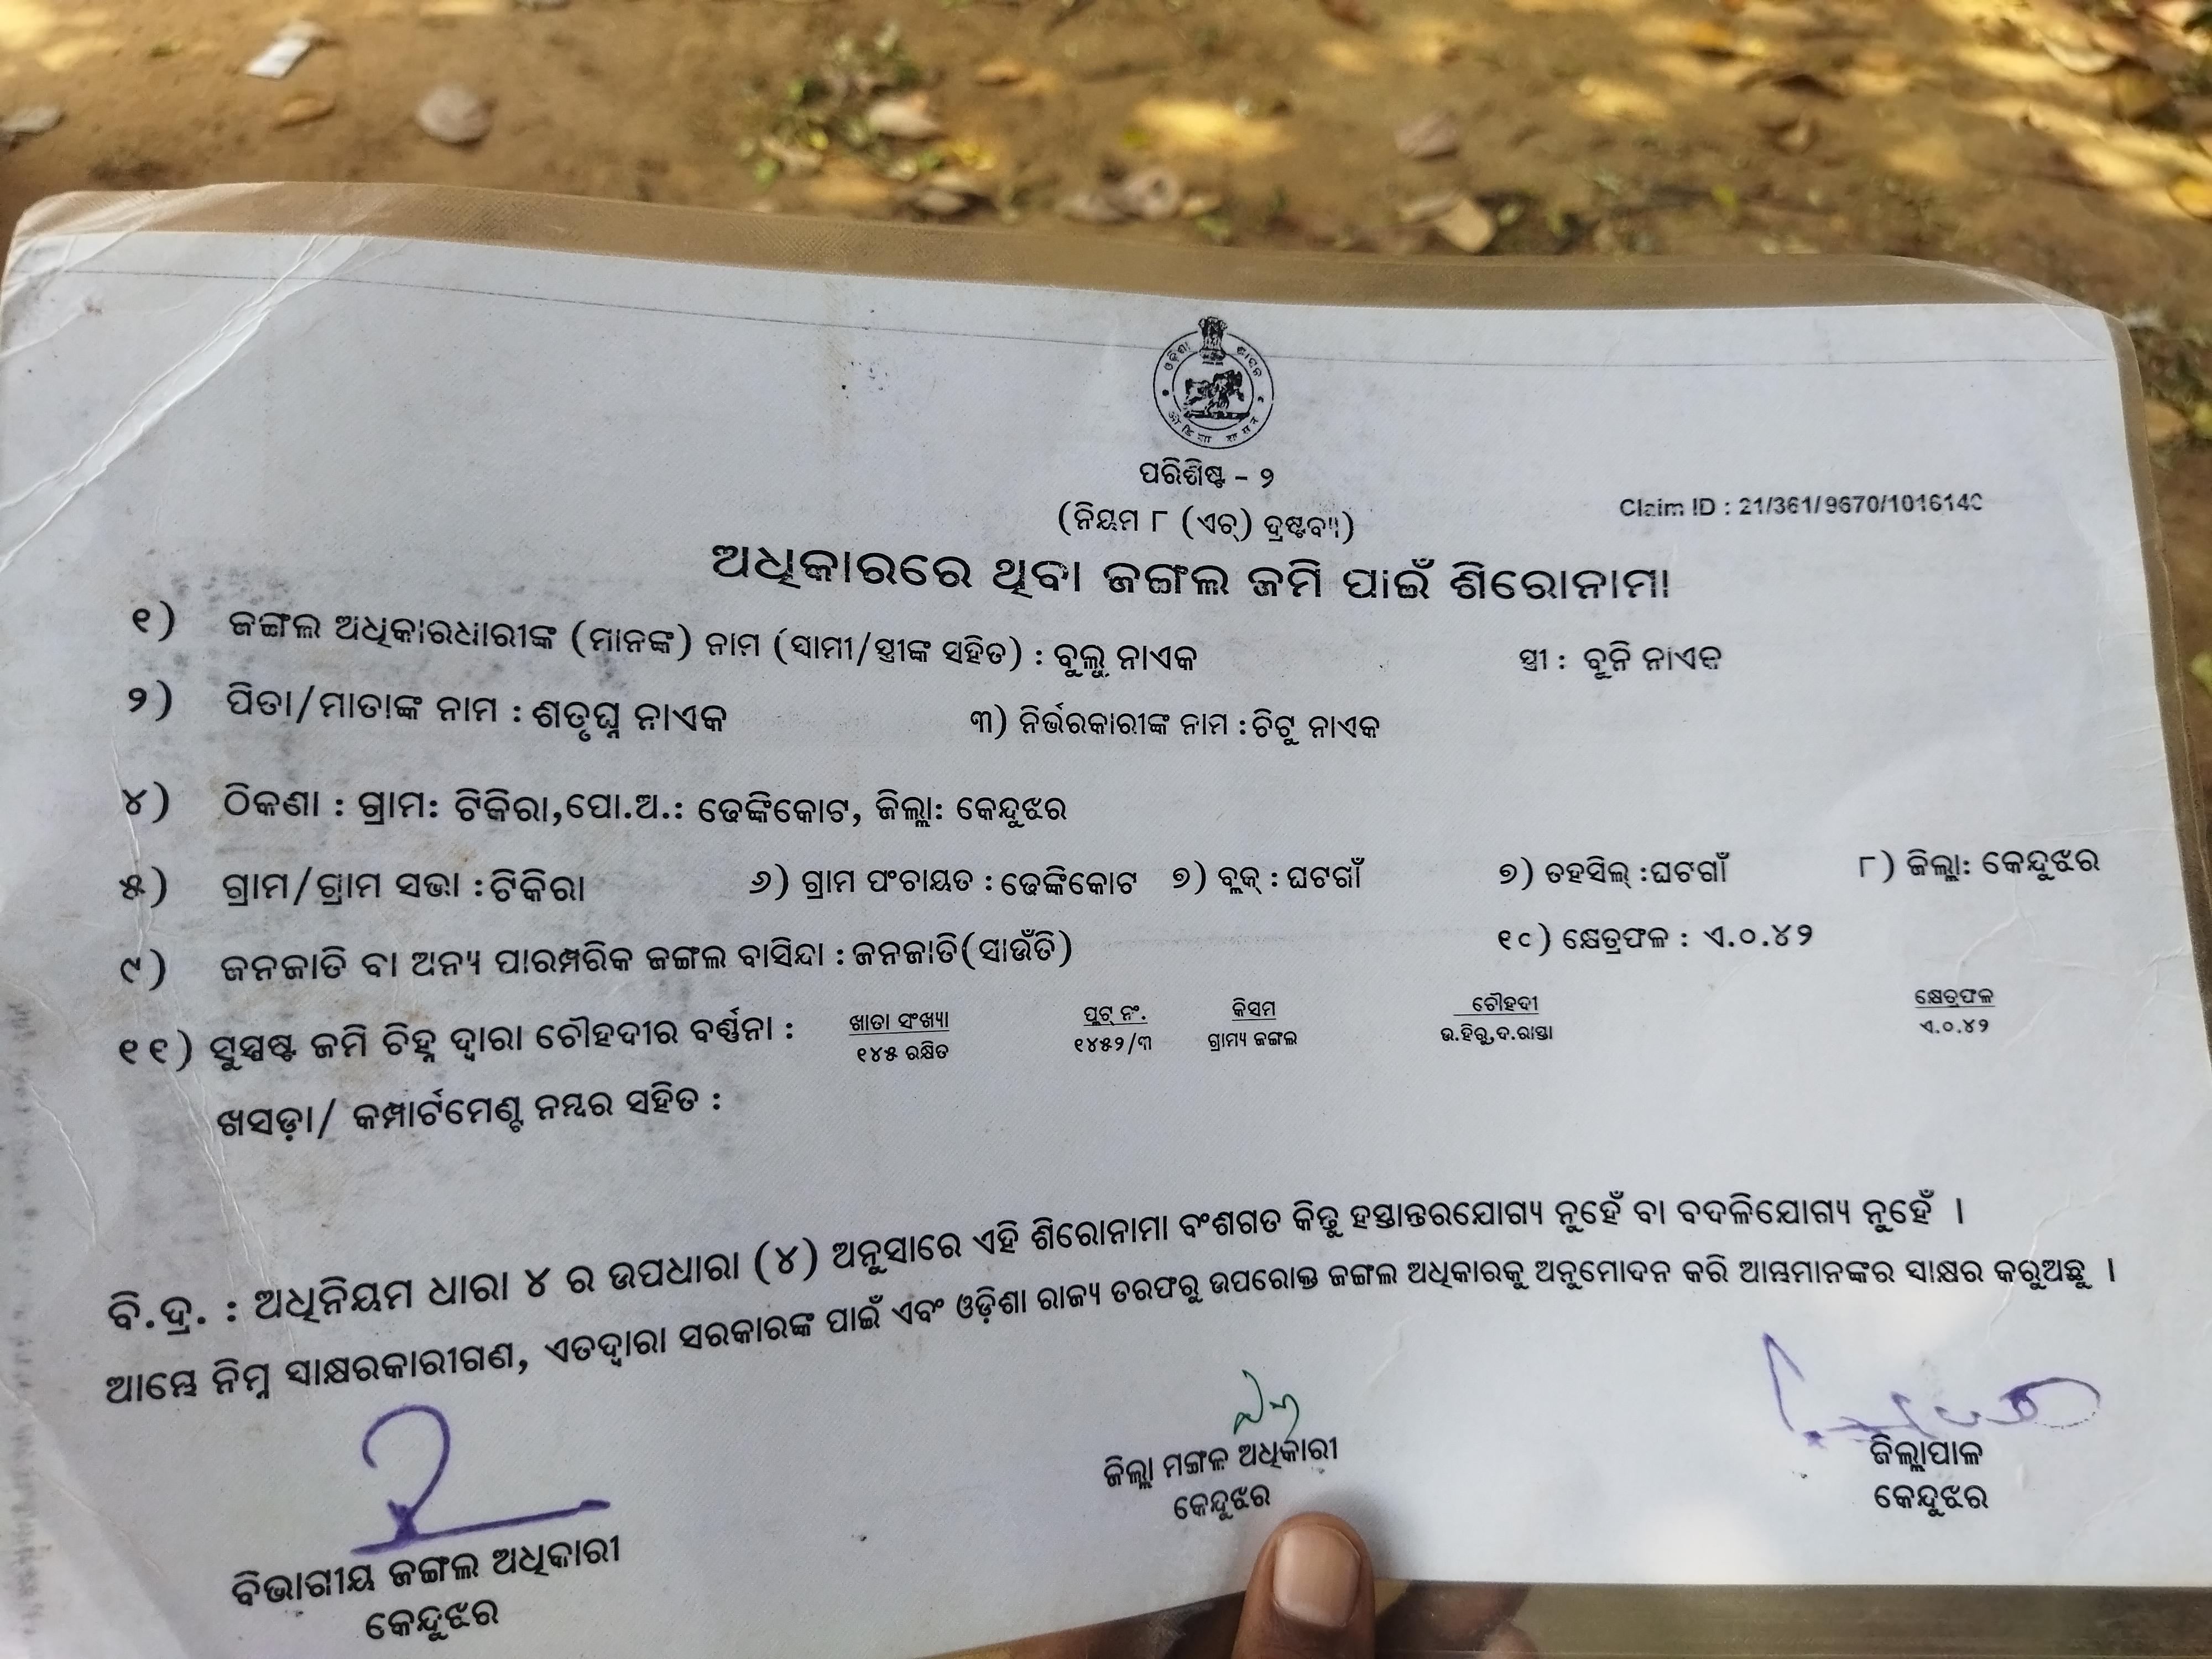 ଓଡ଼ିଶା ଶାସନ
ପରିଶିଷ୍ଟ - ୨
(ନିୟମ ୮ (ଏଚ୍) ଦ୍ରଷ୍ଟବ୍ୟ)
Claim ID : 21/361/9670/101614
ଅଧିକାରରେ ଥିବା ଜଙ୍ଗଲ ଜମି ପାଇଁ ଶିରୋନାମା
୧) ଜଙ୍ଗଲ ଅଧିକାରଧାରୀଙ୍କ (ମାନଙ୍କ) ନାମ (ସ୍ଵାମୀ/ସ୍ତ୍ରୀଙ୍କ ସହିତ) : ବୁଲୁ ନାଏକ ସ୍ତ୍ରୀ : ବୁନି ନାଏକ
୨) ପିତା/ମାତାଙ୍କ ନାମ : ଶତୃଘ୍ନ ନାଏକ ୩) ନିର୍ଭରକାରୀଙ୍କ ନାମ : ଚିଟୁ ନାଏକ
୪) ଠିକଣା : ଗ୍ରାମ: ଟିକିରା,ପୋ.ଅ.: ଢେଙ୍କିକୋଟ, ଜିଲ୍ଲା: କେନ୍ଦୁଝର
୫) ଗ୍ରାମ/ଗ୍ରାମ ସଭା : ଟିକିରା ୬) ଗ୍ରାମ ପଂଚାୟତ : ଢେଙ୍କିକୋଟ ୭) ବ୍ଲକ୍ : ଘଟଗାଁ ୭) ତହସିଲ୍ : ଘଟଗାଁ ୮) ଜିଲ୍ଲା: କେନ୍ଦୁଝର
୯) ଜନଜାତି ବା ଅନ୍ୟ ପାରମ୍ପରିକ ଜଙ୍ଗଲ ବାସିନ୍ଦା : ଜନଜାତି(ସାଉଁତି) ୧୦) କ୍ଷେତ୍ରଫଳ : ଏ.୦.୪୨
୧୧) ସୁସ୍ପଷ୍ଟ ଜମି ଚିହ୍ନ ଦ୍ଵାରା ଚୌହଦୀର ବର୍ଣ୍ଣନା : ଖାତା ସଂଖ୍ୟା ପ୍ଲଟ୍ ନଂ. କିସମ ଚୌହଦୀ କ୍ଷେତ୍ରଫଳ
୧୪୫ ରକ୍ଷିତ ୧୪୫୨/୩ ଗ୍ରାମ୍ୟ ଜଙ୍ଗଲ ଉ.ହିରୁ,ଦ.ରାସ୍ତା ଏ.୦.୪୨
ଖସଡ଼ା/ କମ୍ପାର୍ଟମେଣ୍ଟ ନମ୍ବର ସହିତ :
ବି.ଦ୍ର. : ଅଧିନିୟମ ଧାରା ୪ ର ଉପଧାରା (୪) ଅନୁସାରେ ଏହି ଶିରୋନାମା ବଂଶଗତ କିନ୍ତୁ ହସ୍ତାନ୍ତରଯୋଗ୍ୟ ନୁହେଁ ବା ବଦଳିଯୋଗ୍ୟ ନୁହେଁ ।
ଆମ୍ଭେ ନିମ୍ନ ସ୍ଵାକ୍ଷରକାରୀଗଣ, ଏତଦ୍ଵାରା ସରକାରଙ୍କ ପାଇଁ ଏବଂ ଓଡ଼ିଶା ରାଜ୍ୟ ତରଫରୁ ଉପରୋକ୍ତ ଜଙ୍ଗଲ ଅଧିକାରକୁ ଅନୁମୋଦନ କରି ଆମ୍ଭମାନଙ୍କର ସ୍ଵାକ୍ଷର କରୁଅଛୁ ।
ବିଭାଗୀୟ ଜଙ୍ଗଲ ଅଧିକାରୀ
କେନ୍ଦୁଝର
ଜିଲ୍ଲା ମଙ୍ଗଳ ଅଧିକାରୀ
କେନ୍ଦୁଝର
ଜିଲ୍ଲାପାଳ
କେନ୍ଦୁଝର